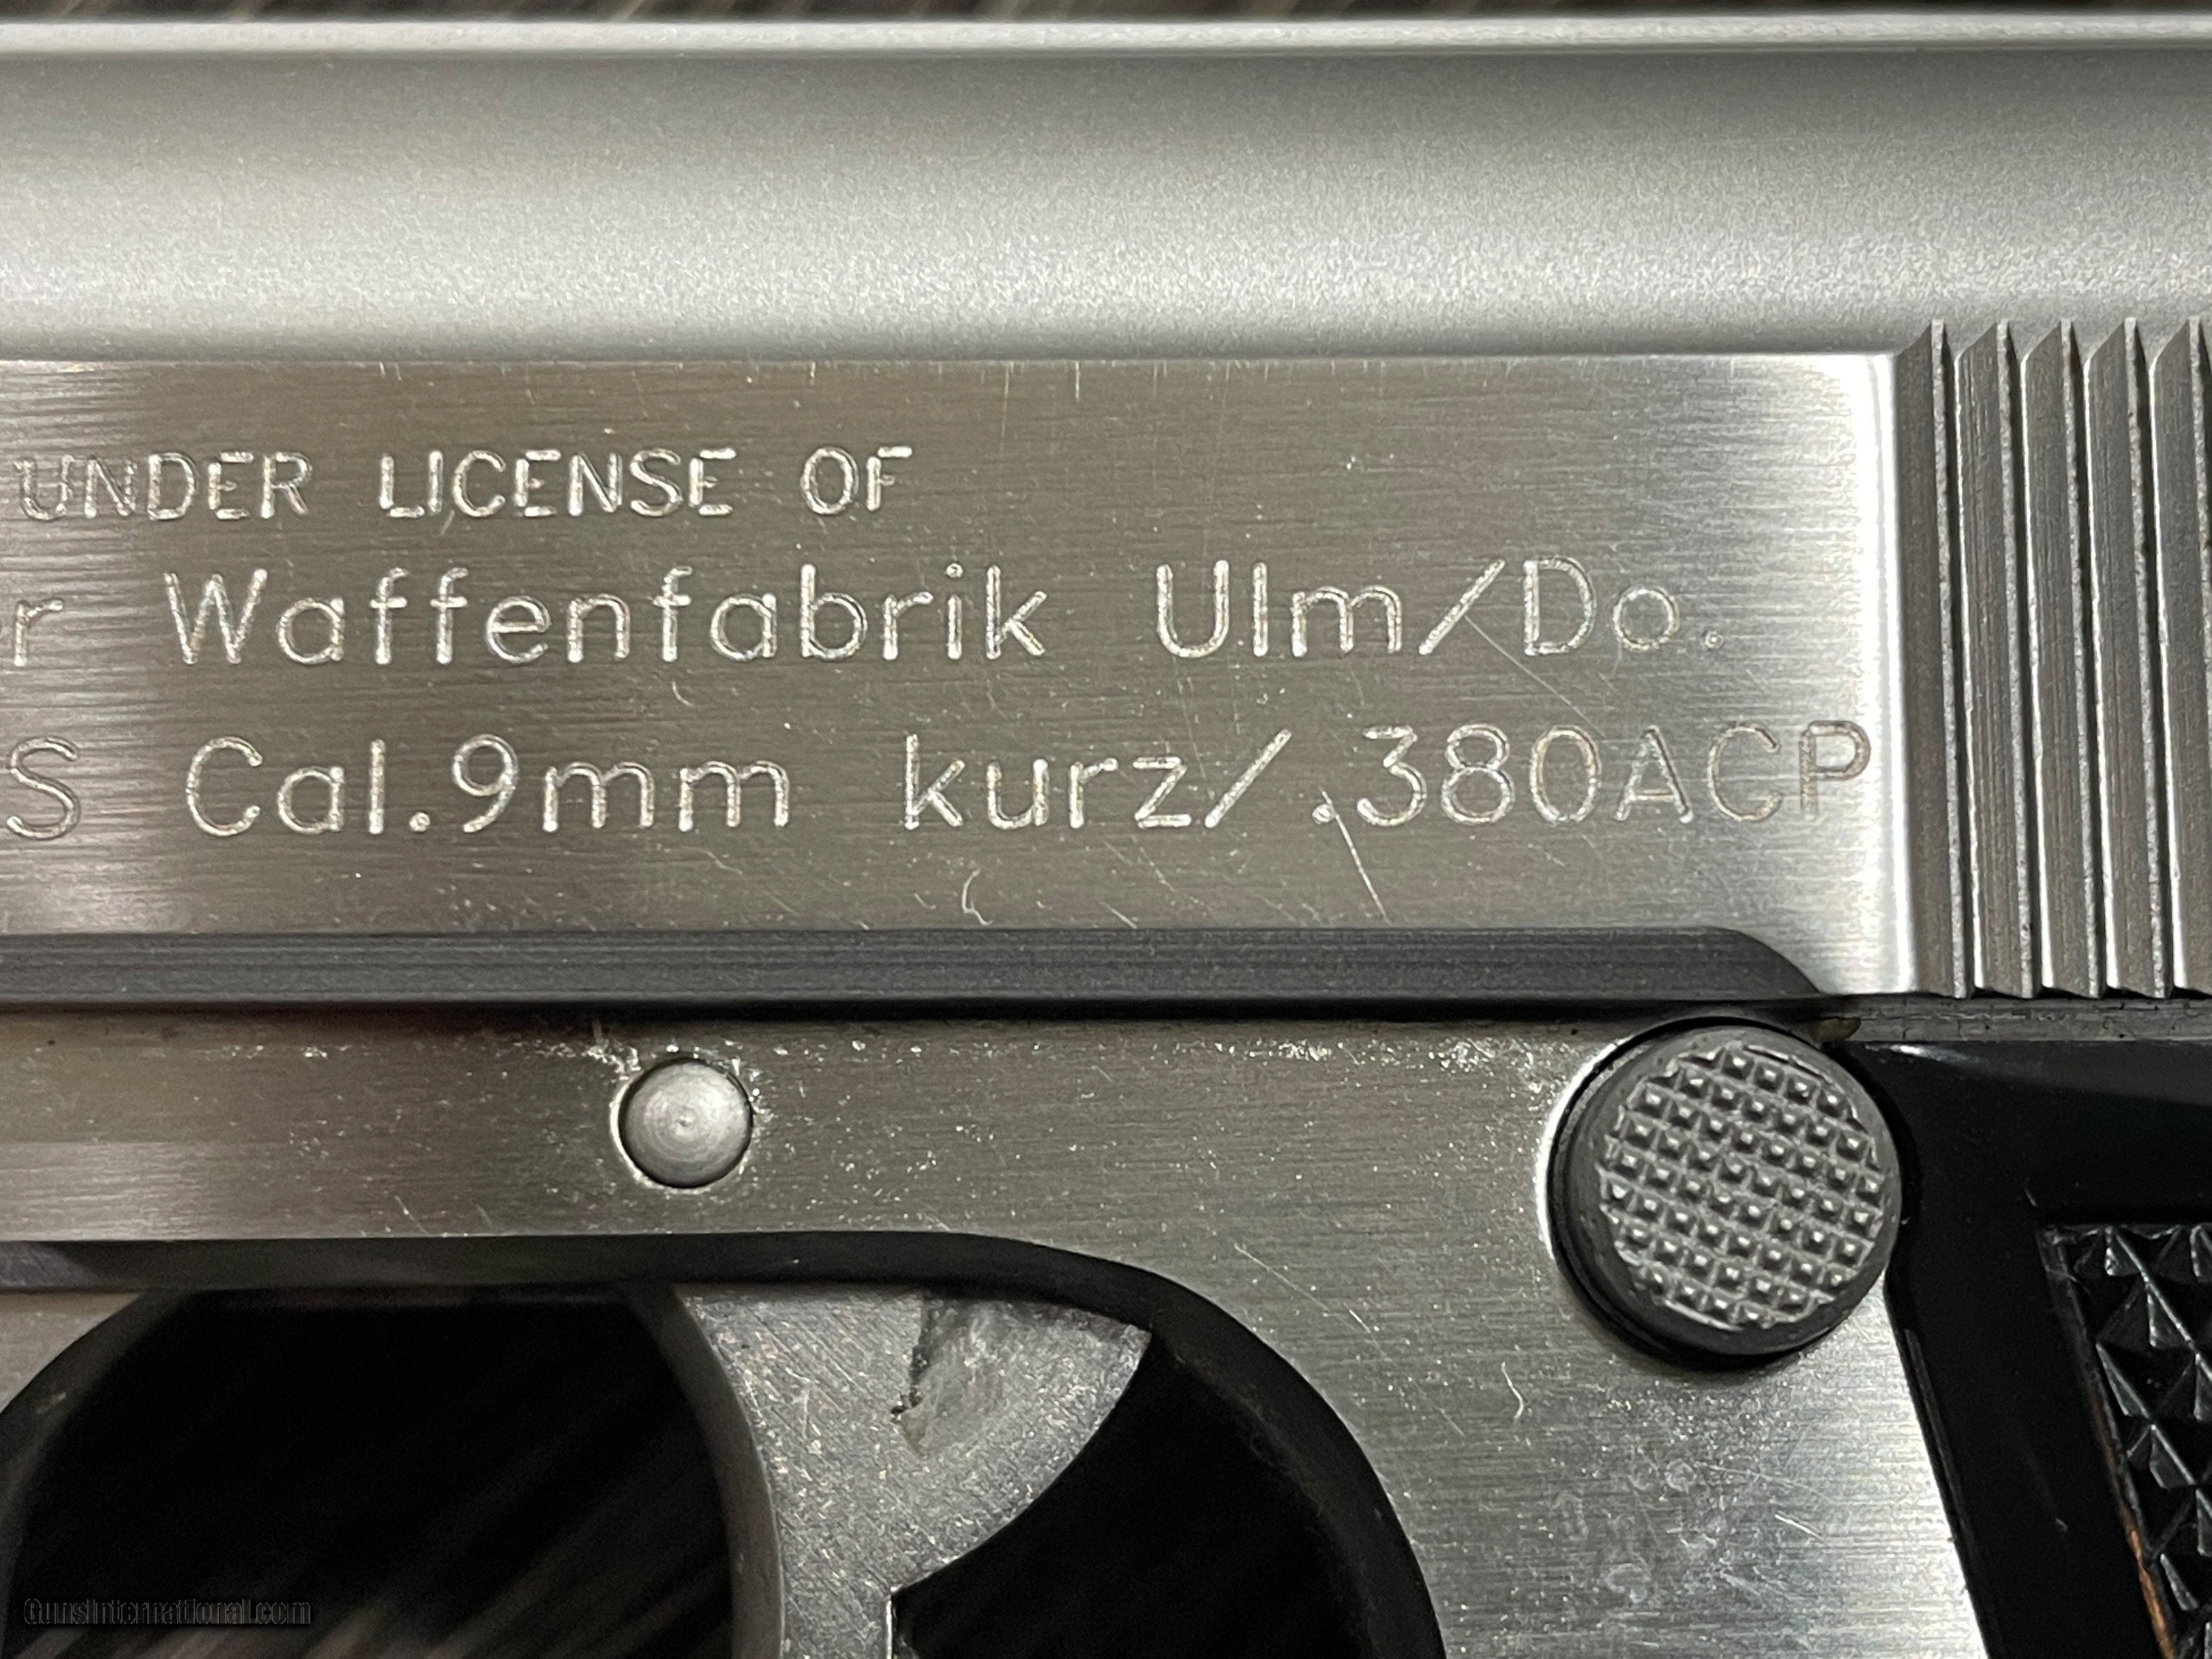 UNDER LICENSE OF
r Waffenfabrik Ulm/Do.
S Cal.9mm kurz/.380ACP
GunsInternational.com